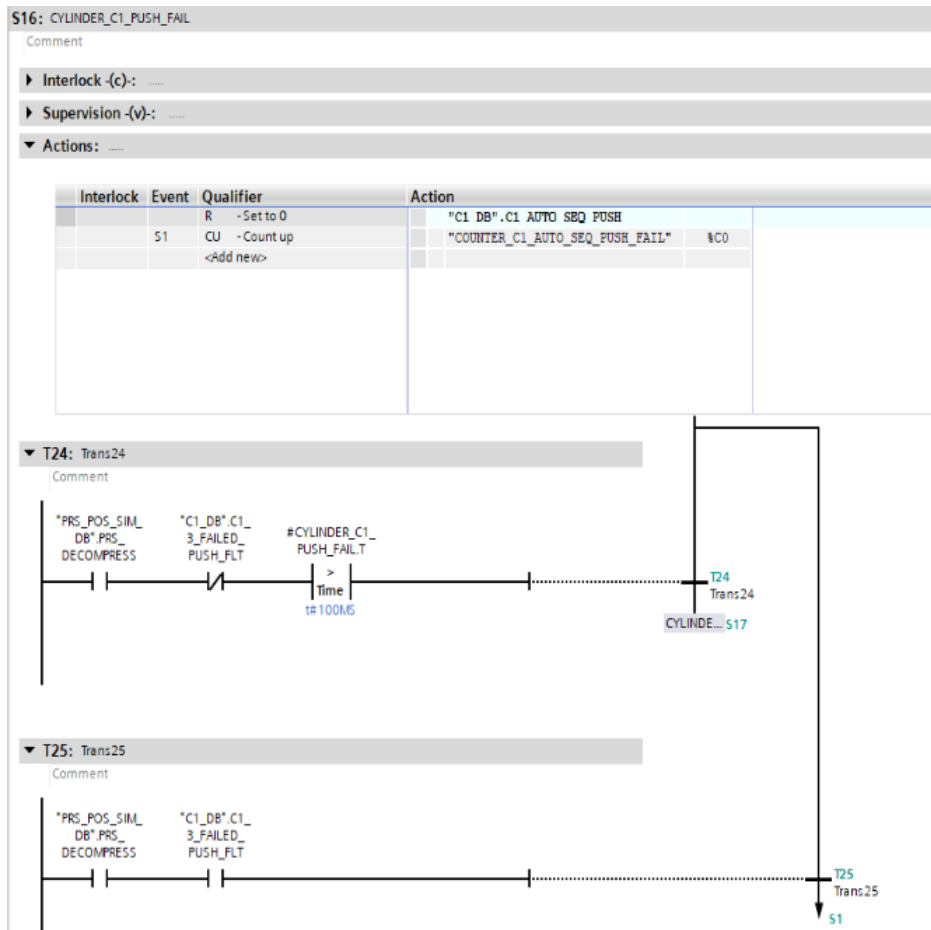 S16: CYLINDER_C1_PUSH_FAIL
Comment
Interlock -(c)-: .....
Supervision -(v)-: .....
Actions: .....
Interlock Event Qualifier Action
R - Set to 0 "C1 DB".C1 AUTO SEQ PUSH
S1 CU - Count up "COUNTER_C1_AUTO_SEQ_PUSH_FAIL" %C0
<Add new>
T24: Trans24
Comment
"PRS_POS_SIM_
DB".PRS_
DECOMPRESS
"C1_DB".C1_
3_FAILED_
PUSH_FLT
#CYLINDER_C1_
PUSH_FAIL.T
>
Time
t#100MS
T24
Trans24
CYLINDE... S17
T25: Trans25
Comment
"PRS_POS_SIM_
DB".PRS_
DECOMPRESS
"C1_DB".C1_
3_FAILED_
PUSH_FLT
T25
Trans25
S1